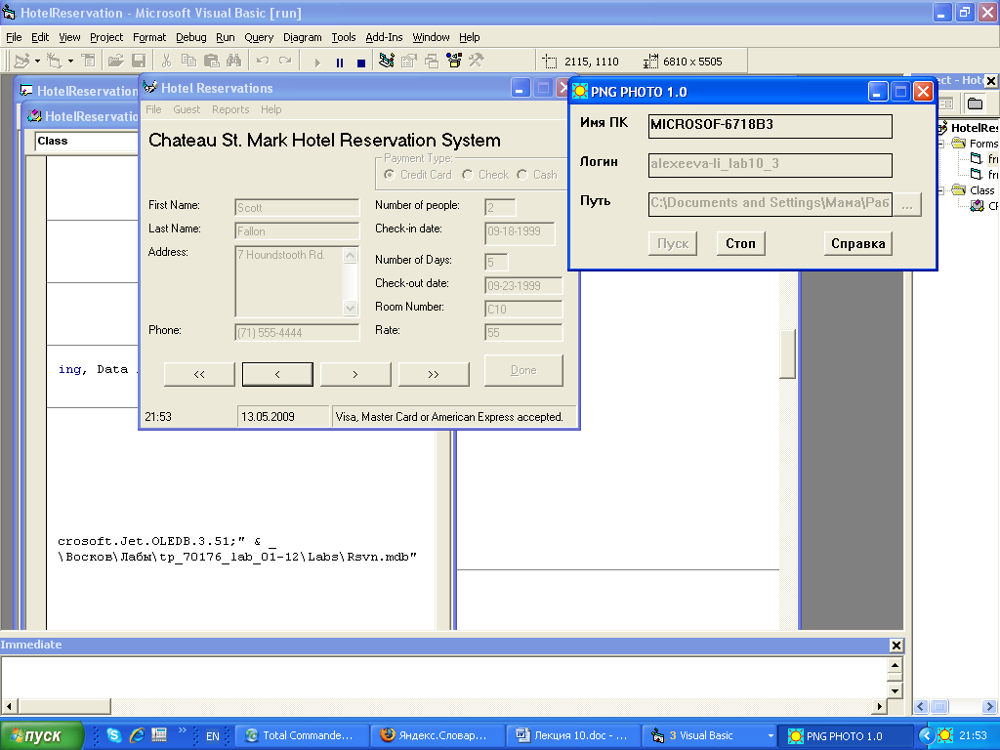 HotelReservation - Microsoft Visual Basic [run]
File Edit View Project Format Debug Run Query Diagram Tools Add-Ins Window Help
2115, 1110 6810 x 5505
HotelReservation
HotelReservatio
Class
ing, Data
crosoft.Jet.OLEDB.3.51;" & _
\Восков\Лабы\tp_70176_lab_01-12\Labs\Rsvn.mdb"
Hotel Reservations
File Guest Reports Help
Chateau St. Mark Hotel Reservation System
Payment Type:
Credit Card Check Cash
First Name: Scott
Last Name: Fallon
Address: 7 Houndstooth Rd.
Phone: (71) 555-4444
Number of people: 2
Check-in date: 09-18-1999
Number of Days: 5
Check-out date: 09-23-1999
Room Number: C10
Rate: 55
<< < > >> Done
21:53 13.05.2009 Visa, Master Card or American Express accepted.
PNG PHOTO 1.0
Имя ПК MICROSOF-6718B3
Логин alexeeva-li_lab10_3
Путь C:\Documents and Settings\Мама\Раб ...
Пуск Стоп Справка
ct - Hot
HotelRes
Forms
fri
fri
Class
Immediate
пуск EN Total Commande... Яндекс.Словар... Лекция 10.doc - ... 3 Visual Basic PNG PHOTO 1.0 21:53